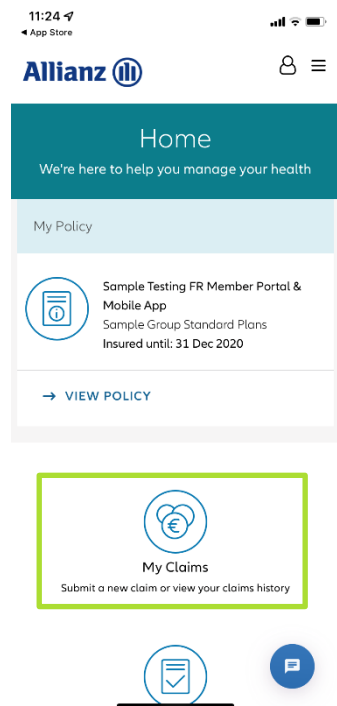 11:24
◀ App Store
Allianz
Home
We're here to help you manage your health
My Policy
Sample Testing FR Member Portal &
Mobile App
Sample Group Standard Plans
Insured until: 31 Dec 2020
→ VIEW POLICY
€
My Claims
Submit a new claim or view your claims history